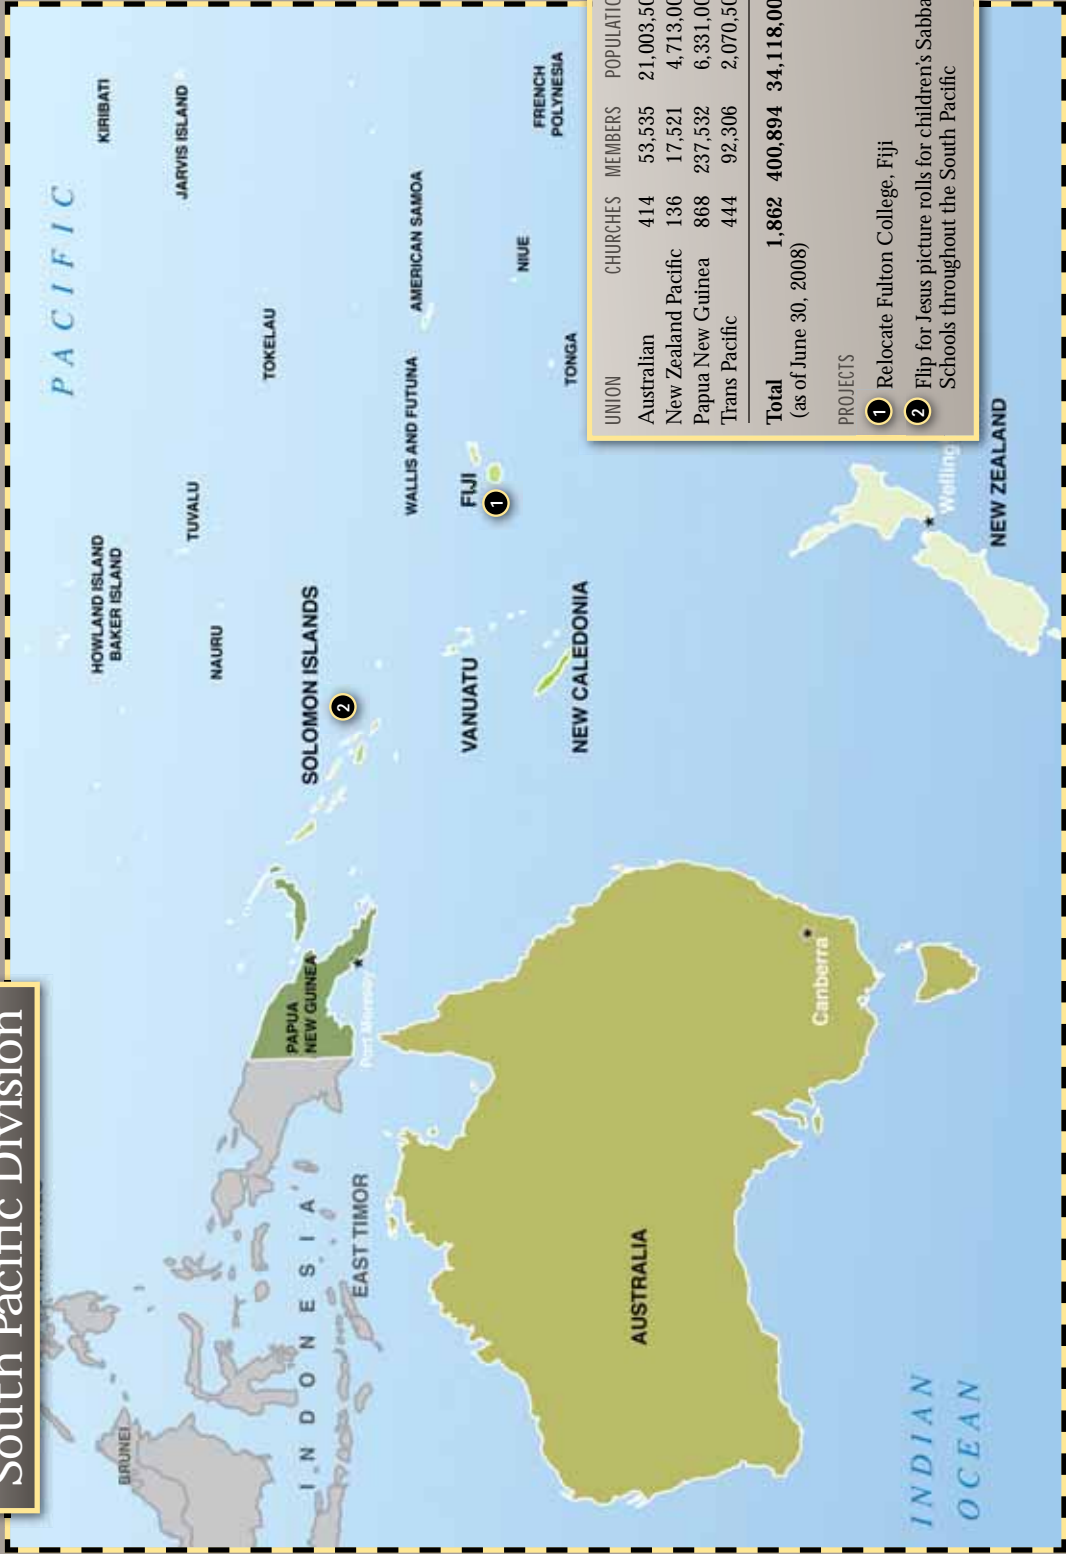 South Pacific Division
PACIFIC
KIRIBATI
HOWLAND ISLAND
BAKER ISLAND
JARVIS ISLAND
TUVALU
NAURU
TOKELAU
BRUNEI
INDONESIA
EAST TIMOR
PAPUA
NEW GUINEA
Port Moresby
SOLOMON ISLANDS
2
WALLIS AND FUTUNA
AMERICAN SAMOA
VANUATU
FIJI
1
NIUE
FRENCH
POLYNESIA
TONGA
NEW CALEDONIA
AUSTRALIA
Canberra
INDIAN
OCEAN
Welling
NEW ZEALAND
UNION CHURCHES MEMBERS POPULATIO
Australian 414 53,535 21,003,50
New Zealand Pacific 136 17,521 4,713,00
Papua New Guinea 868 237,532 6,331,00
Trans Pacific 444 92,306 2,070,50
Total 1,862 400,894 34,118,00
(as of June 30, 2008)
PROJECTS
1 Relocate Fulton College, Fiji
2 Flip for Jesus picture rolls for children's Sabba
Schools throughout the South Pacific